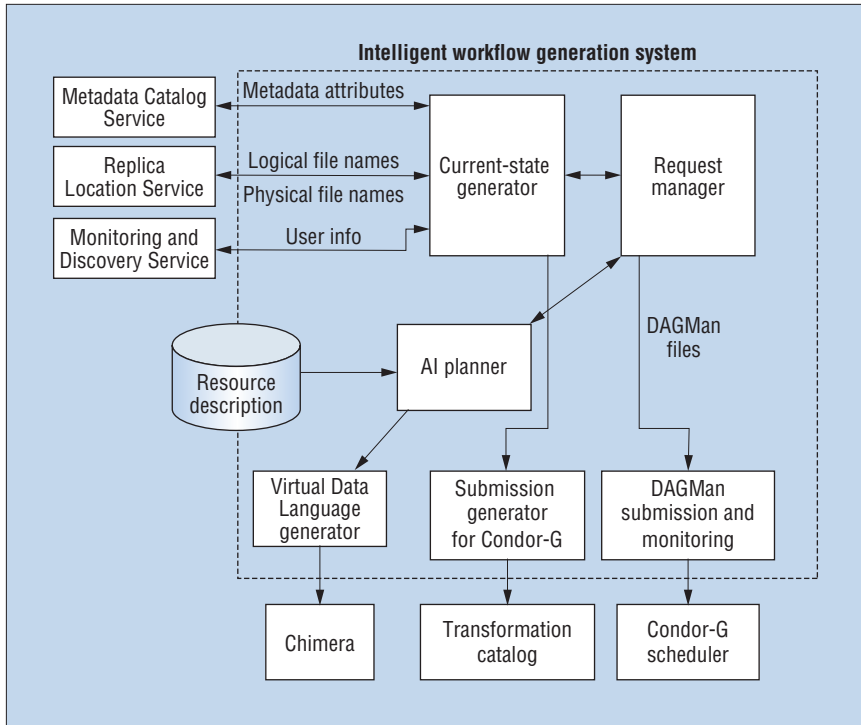 Intelligent workflow generation system
Metadata Catalog
Service
Metadata attributes
Replica
Location Service
Logical file names
Physical file names
Monitoring and
Discovery Service
User info
Current-state
generator
Request
manager
Resource
description
AI planner
DAGMan
files
Virtual Data
Language
generator
Submission
generator
for Condor-G
DAGMan
submission and
monitoring
Chimera
Transformation
catalog
Condor-G
scheduler